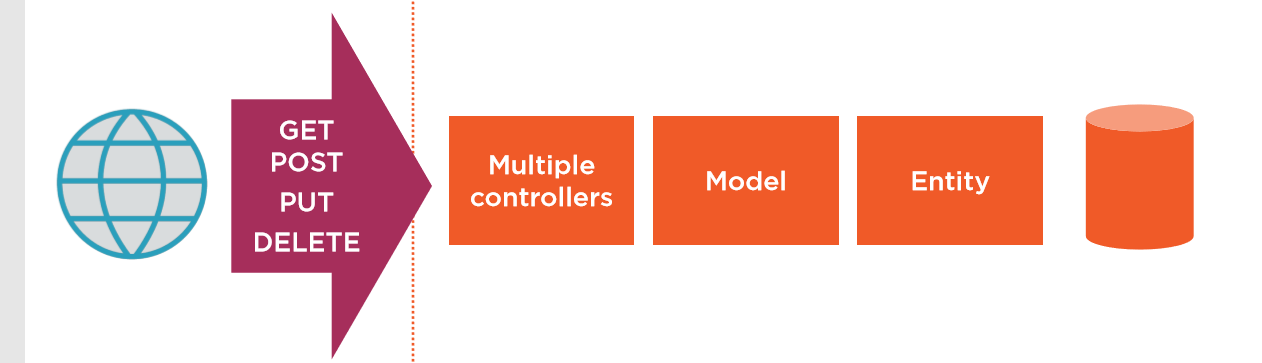 GET
POST
PUT
DELETE
Multiple
controllers
Model
Entity